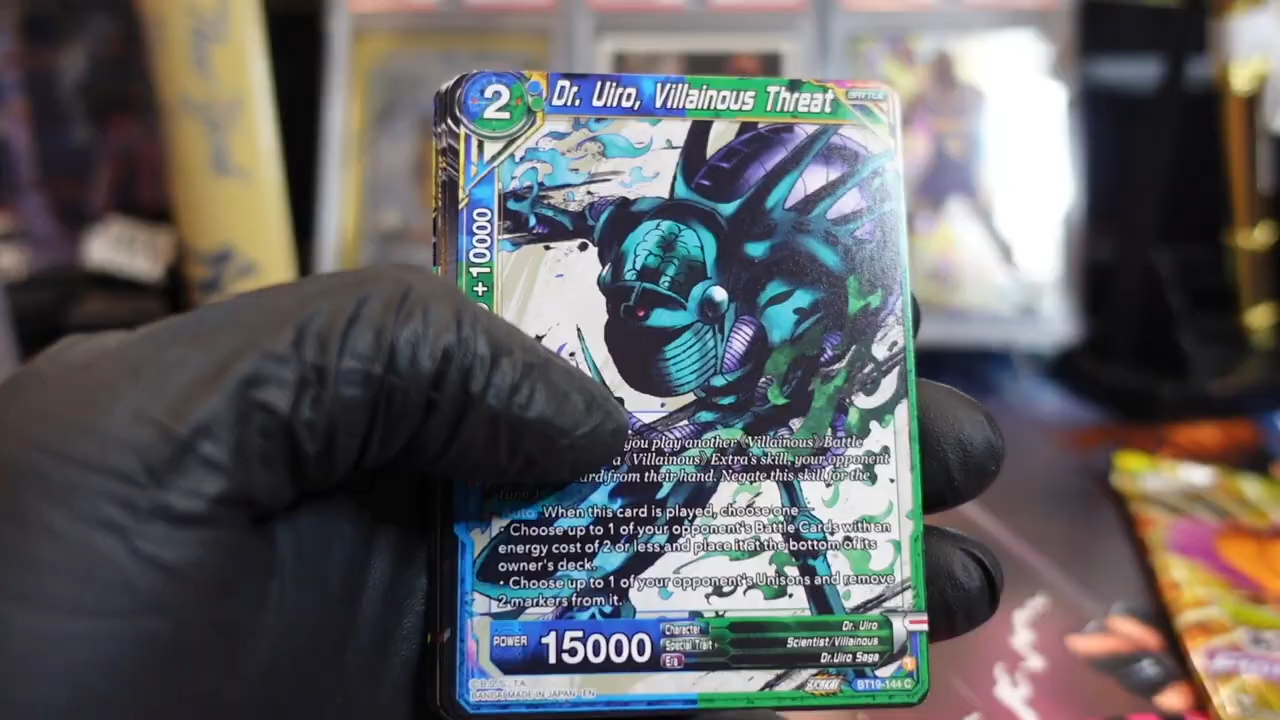 2
Dr. Uiro, Villainous Threat
BATTLE
+10000
you play another《Villainous》Battle
a《Villainous》Extra's skill, your opponent
ard from their hand. Negate this skill for the
turn
Auto When this card is played, choose one—
• Choose up to 1 of your opponent's Battle Cards with an
energy cost of 2 or less and place it at the bottom of its
owner's deck.
• Choose up to 1 of your opponent's Unisons and remove
2 markers from it.
POWER 15000
Character Dr. Uiro
Special Trait Scientist/Villainous
Era Dr.Uiro Saga
BANDAI MADE IN JAPAN EN
BT19-144 C